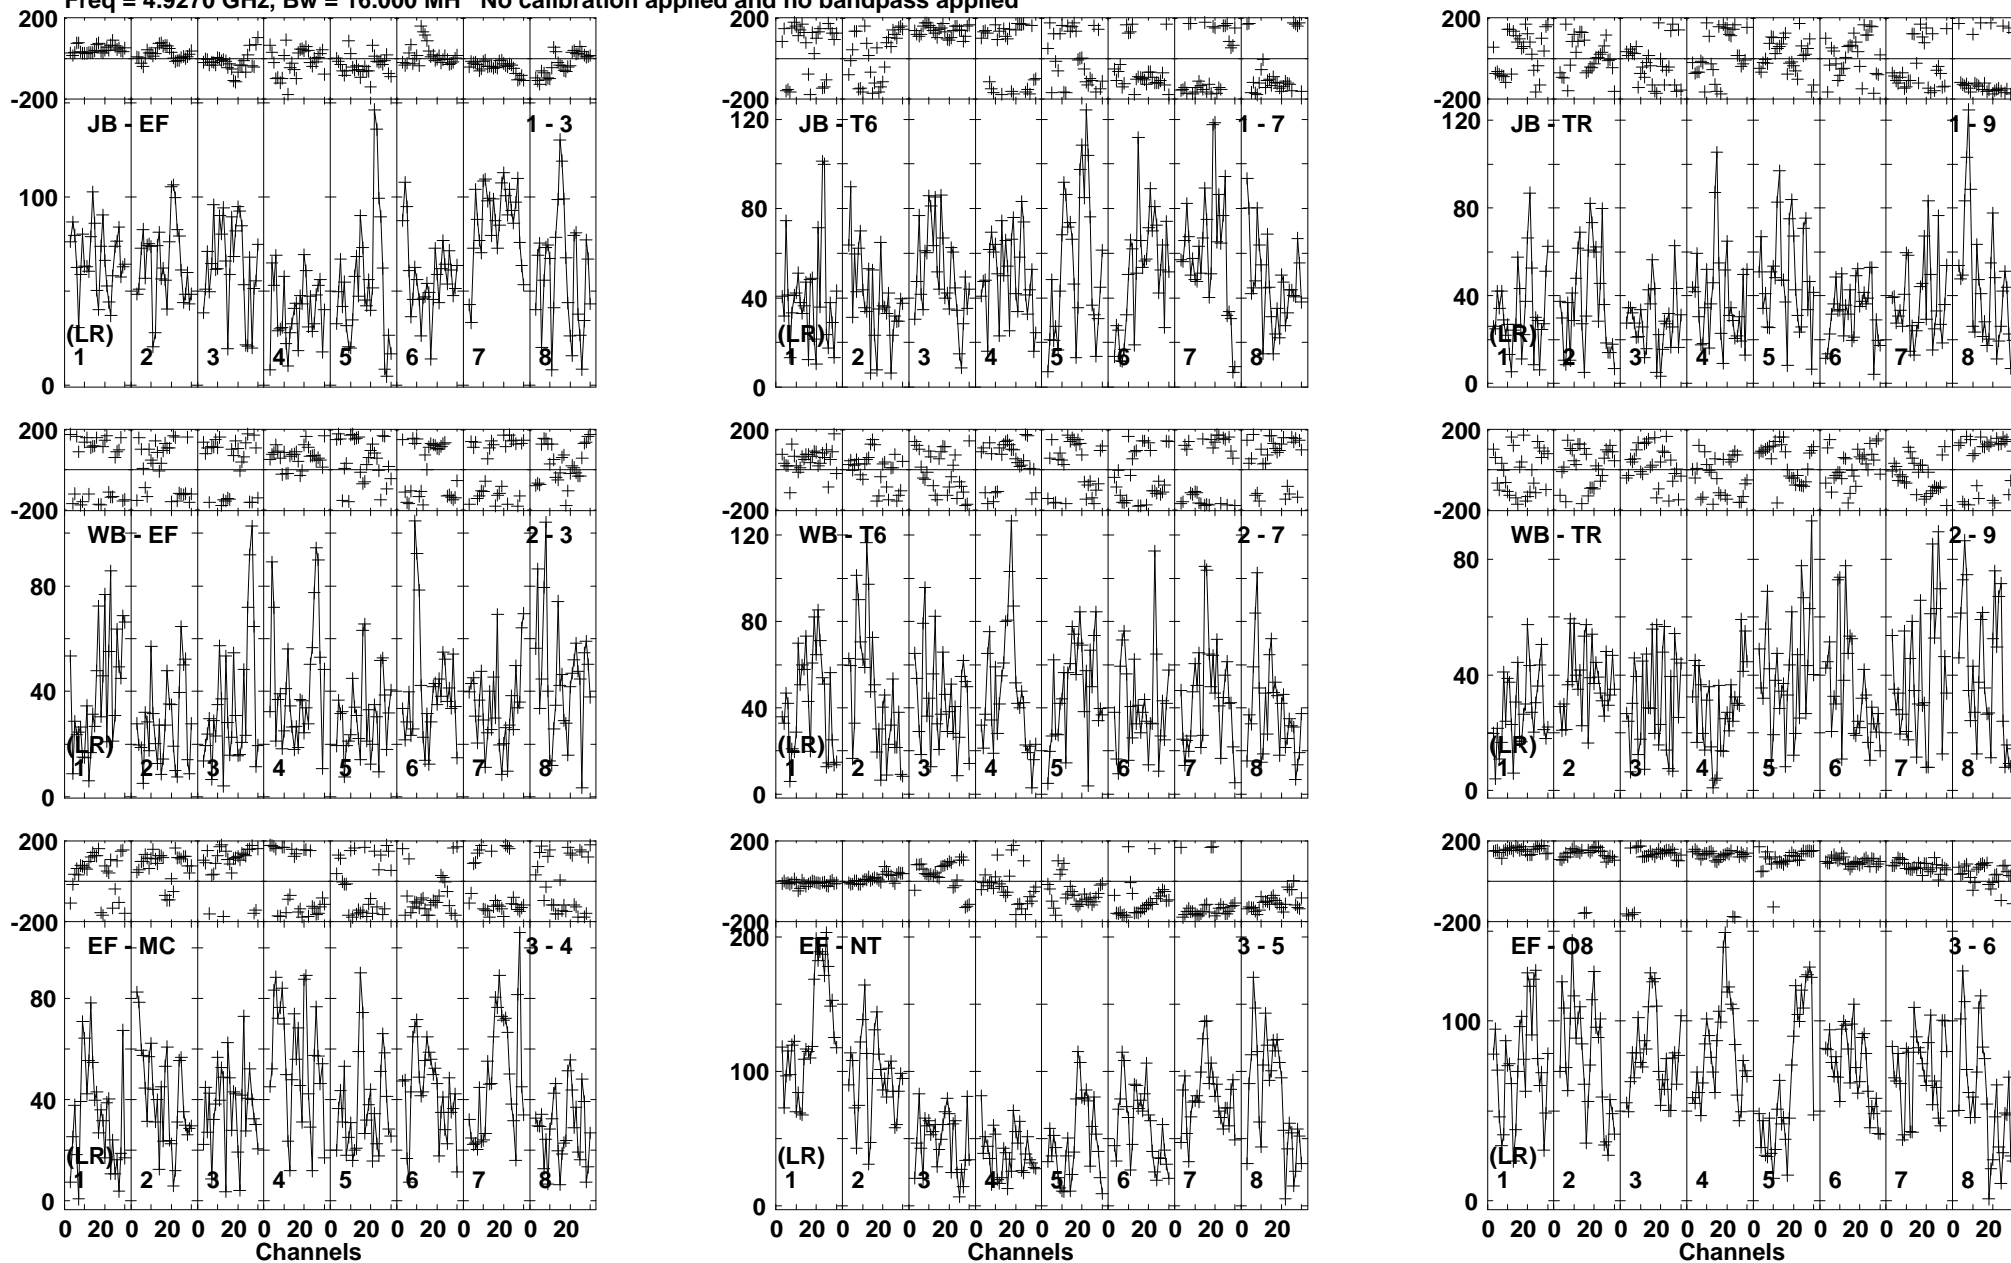 Freq = 4.9270 GHz, Bw = 16.000 MH No calibration applied and no bandpass applied
200 200 200
-200 -200 -200
JB - EF 1 - 3 120 JB - T6 1 - 7 120 JB - TR 1 - 9
100 80 80
40 40
(LR) (LR) (LR)
1 2 3 4 5 6 7 8 1 2 3 4 5 6 7 8 1 2 3 4 5 6 7 8
0 0 0
200 200 200
-200 -200 -200
WB - EF 2 - 3 120 WB - T6 2 - 7 WB - TR 2 - 9
80 80 80
40 40 40
(LR) (LR) (LR)
1 2 3 4 5 6 7 8 1 2 3 4 5 6 7 8 1 2 3 4 5 6 7 8
0 0 0
200 200 200
-200 -200 -200
EF - MC 3 - 4 200 EF - NT 3 - 5 EF - O8 3 - 6
80 100 100
40
(LR) (LR) (LR)
1 2 3 4 5 6 7 8 1 2 3 4 5 6 7 8 1 2 3 4 5 6 7 8
0 0 0
0 20 0 20 0 20 0 20 0 20 0 20 0 20 0 20 0 20 0 20 0 20 0 20 0 20 0 20 0 20 0 20 0 20 0 20 0 20 0 20 0 20 0 20 0 20 0 20
Channels Channels Channels